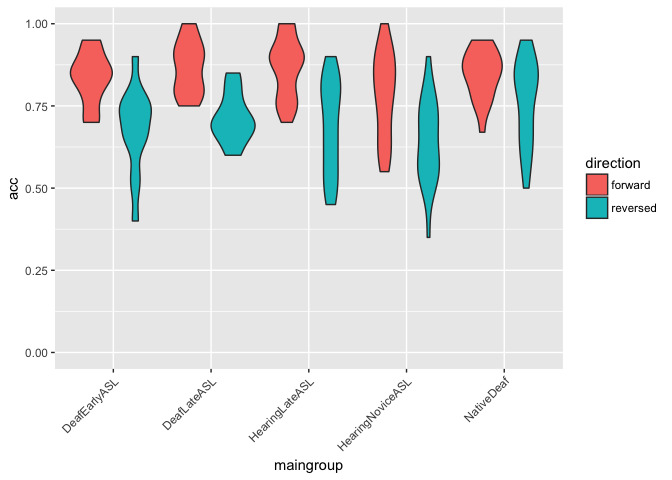 1.00
0.75
0.50
0.25
0.00
acc
DeafEarlyASL
DeafLateASL
HearingLateASL
HearingNoviceASL
NativeDeaf
maingroup
direction
forward
reversed